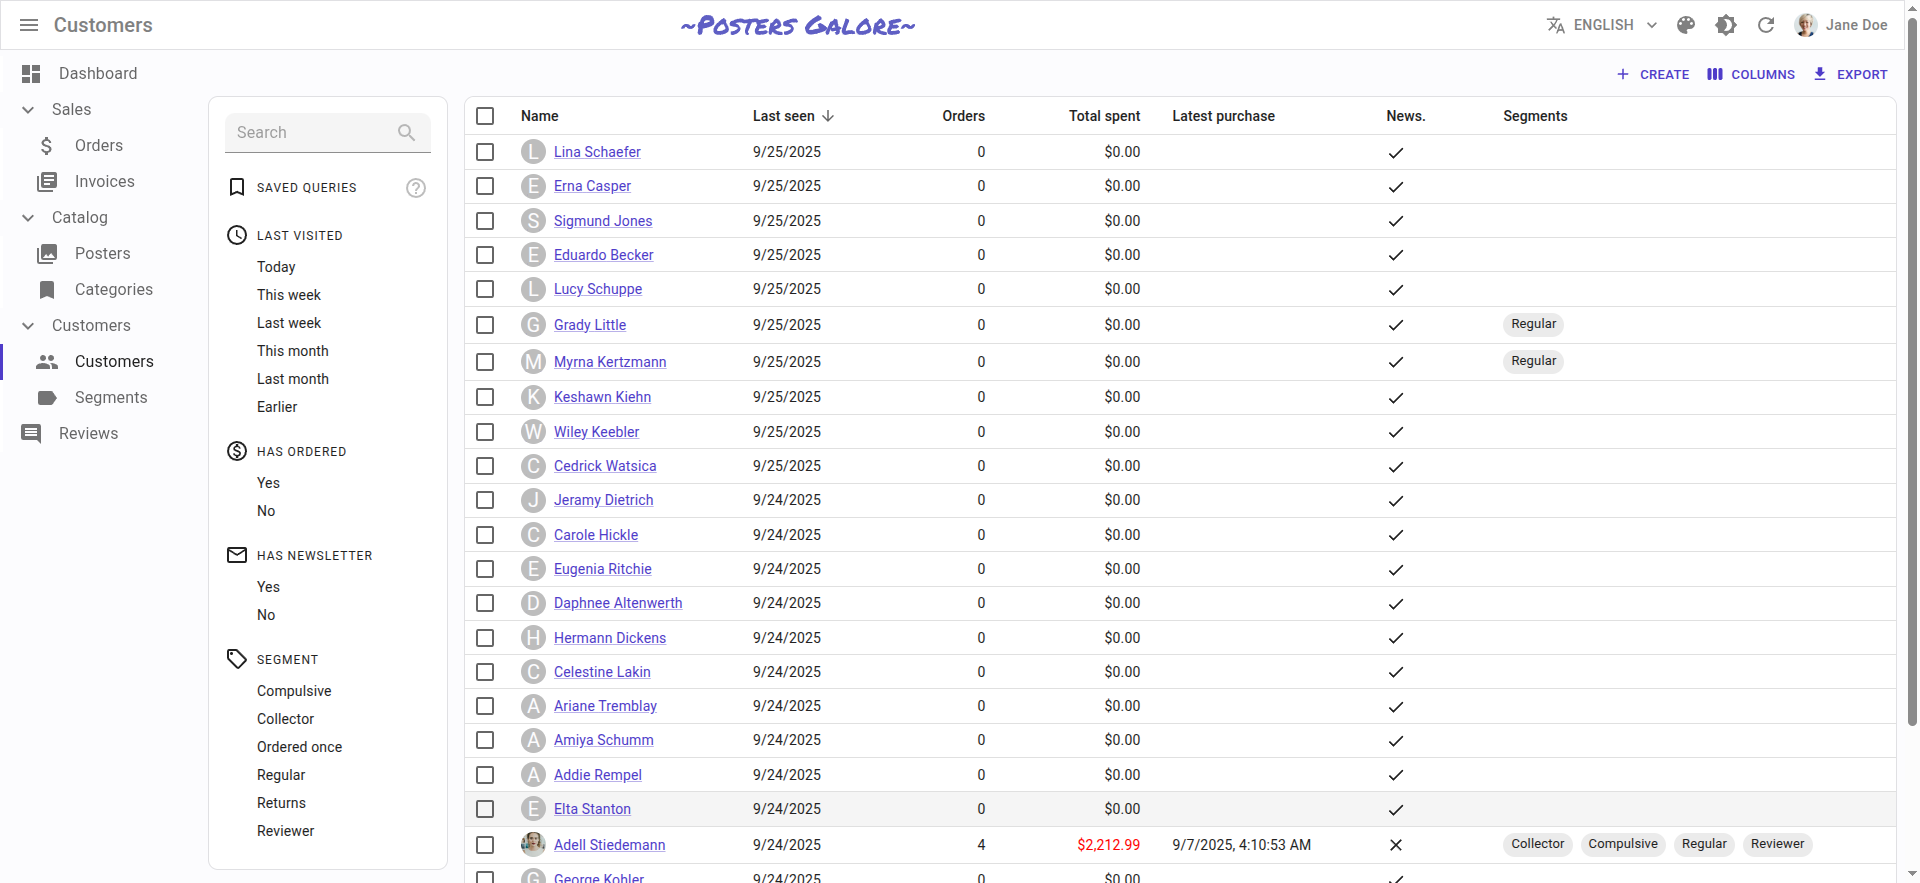 Customers
~Posters Galore~
ENGLISH
Jane Doe
Dashboard
Sales
Orders
Invoices
Catalog
Posters
Categories
Customers
Customers
Segments
Reviews
CREATE
COLUMNS
EXPORT
Search
SAVED QUERIES
LAST VISITED
Today
This week
Last week
This month
Last month
Earlier
HAS ORDERED
Yes
No
HAS NEWSLETTER
Yes
No
SEGMENT
Compulsive
Collector
Ordered once
Regular
Returns
Reviewer
Name Last seen Orders Total spent Latest purchase News. Segments
L Lina Schaefer 9/25/2025 0 $0.00
E Erna Casper 9/25/2025 0 $0.00
S Sigmund Jones 9/25/2025 0 $0.00
E Eduardo Becker 9/25/2025 0 $0.00
L Lucy Schuppe 9/25/2025 0 $0.00
G Grady Little 9/25/2025 0 $0.00 Regular
M Myrna Kertzmann 9/25/2025 0 $0.00 Regular
K Keshawn Kiehn 9/25/2025 0 $0.00
W Wiley Keebler 9/25/2025 0 $0.00
C Cedrick Watsica 9/25/2025 0 $0.00
J Jeramy Dietrich 9/24/2025 0 $0.00
C Carole Hickle 9/24/2025 0 $0.00
E Eugenia Ritchie 9/24/2025 0 $0.00
D Daphnee Altenwerth 9/24/2025 0 $0.00
H Hermann Dickens 9/24/2025 0 $0.00
C Celestine Lakin 9/24/2025 0 $0.00
A Ariane Tremblay 9/24/2025 0 $0.00
A Amiya Schumm 9/24/2025 0 $0.00
A Addie Rempel 9/24/2025 0 $0.00
E Elta Stanton 9/24/2025 0 $0.00
Adell Stiedemann 9/24/2025 4 $2,212.99 9/7/2025, 4:10:53 AM Collector Compulsive Regular Reviewer
G George Kohler 9/24/2025 0 $0.00